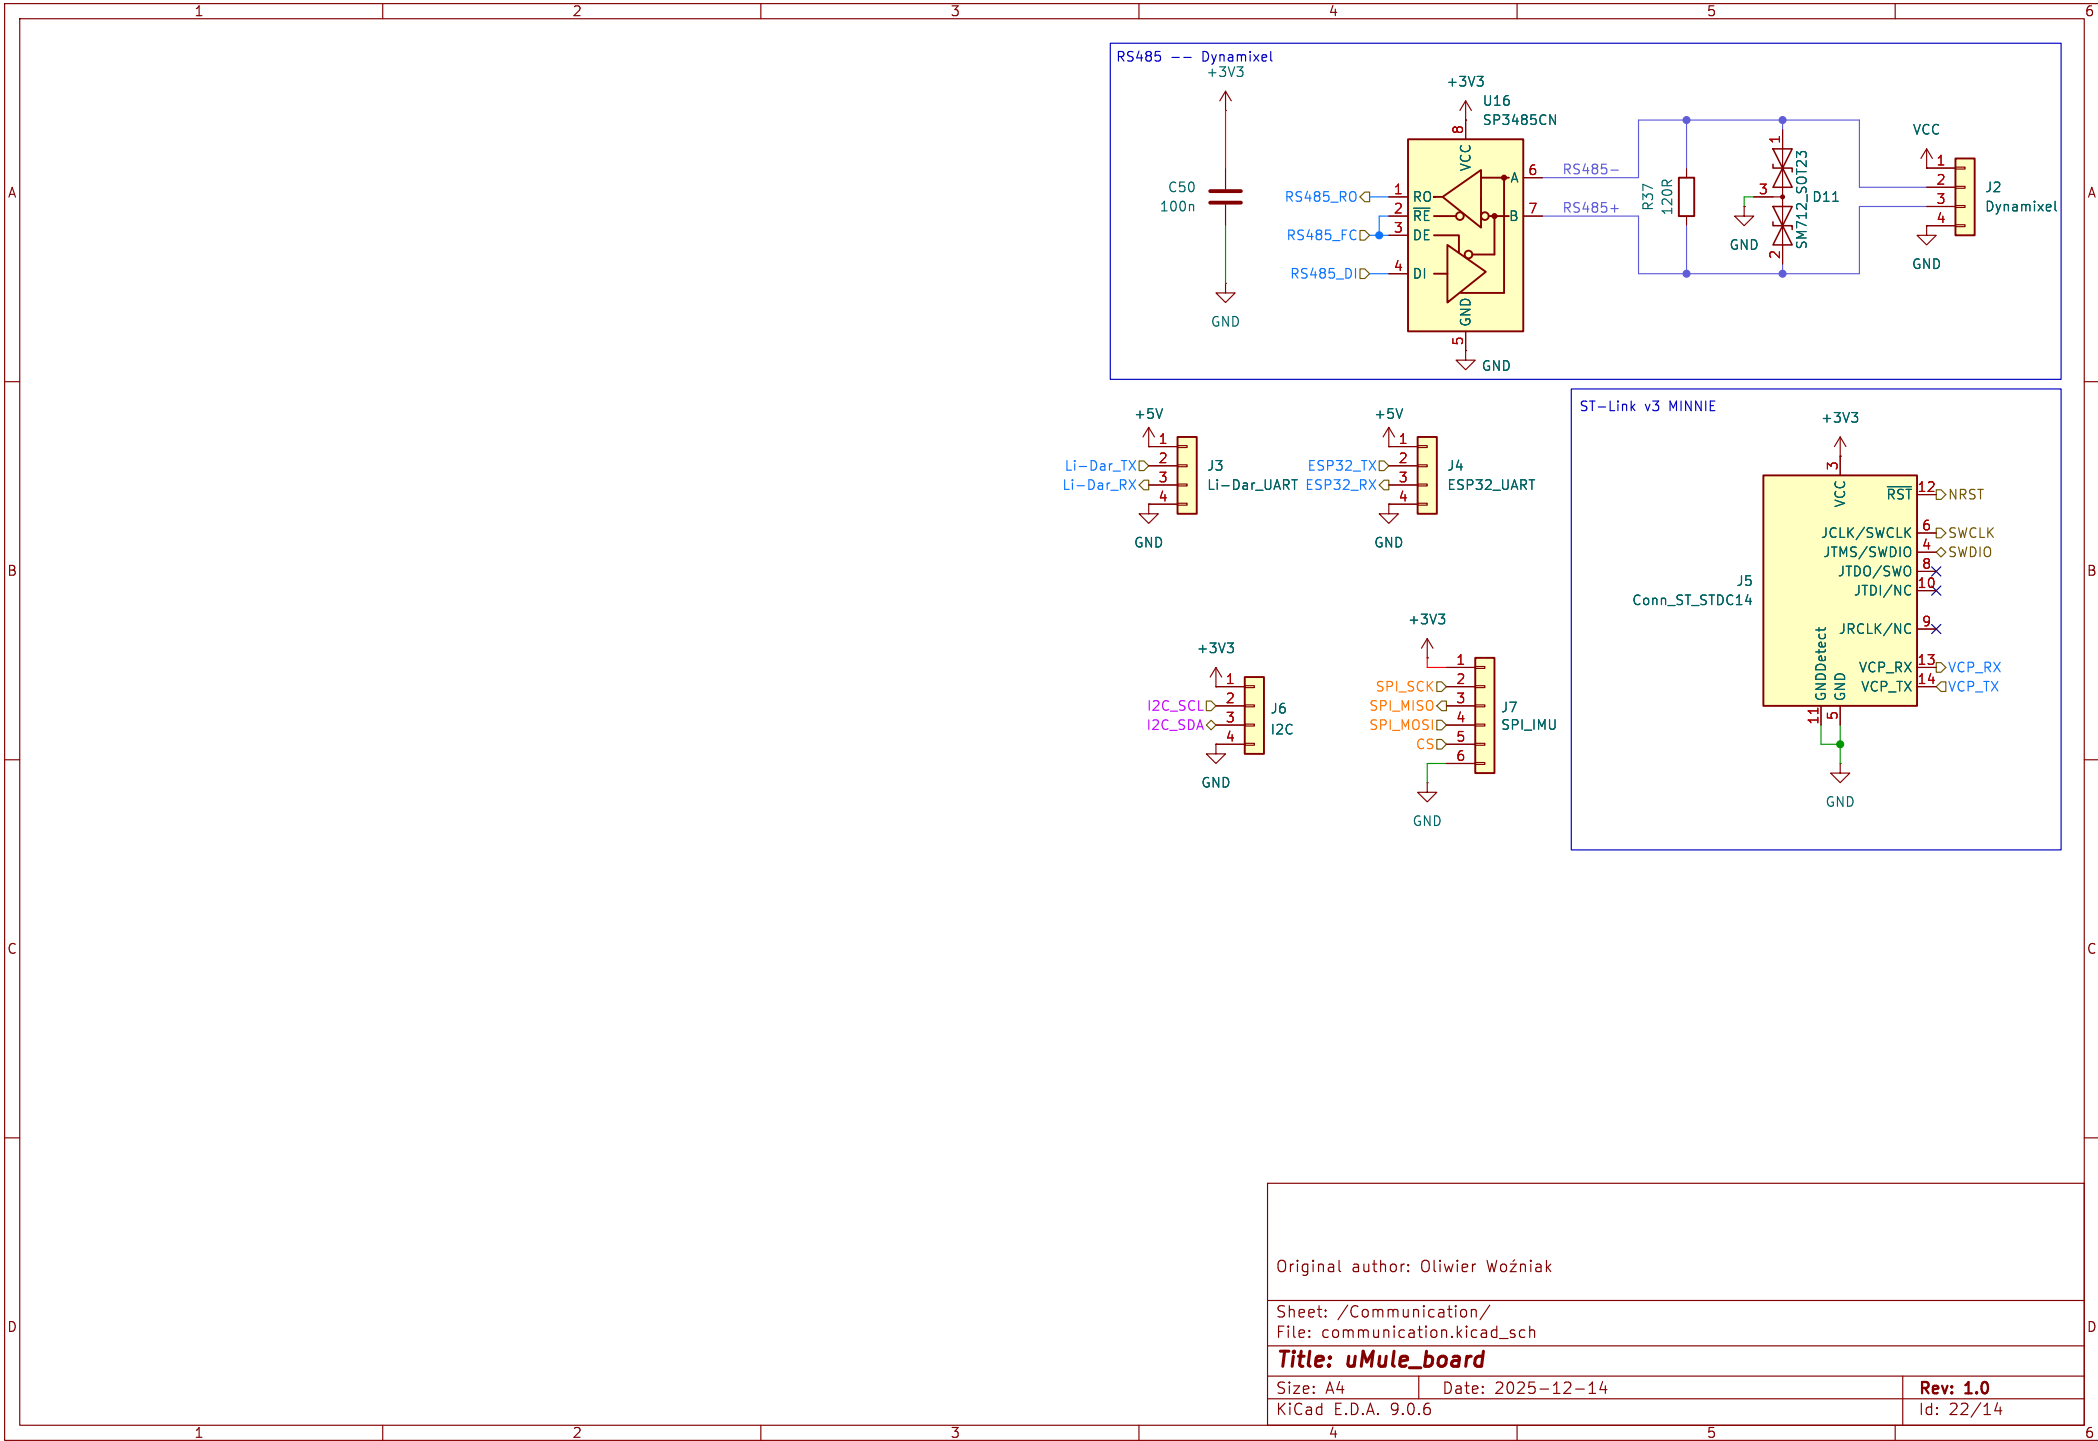 1 2 3 4 5 6
A
B
C
D
RS485 -- Dynamixel
+3V3
C50
100n
GND
+3V3
U16
SP3485CN
8
VCC
RS485_RO 1 RO
2 RE
RS485_FC 3 DE
RS485_DI 4 DI
A 6 RS485-
B 7 RS485+
GND
5
GND
R37
120R
1
3
2
SM712_SOT23
D11
GND
VCC
1
2
3
4
J2
Dynamixel
GND
+5V
1
Li-Dar_TX 2
Li-Dar_RX 3
4
J3
Li-Dar_UART
GND
+5V
1
ESP32_TX 2
ESP32_RX 3
4
J4
ESP32_UART
GND
ST-Link v3 MINNIE
+3V3
3
VCC
RST 12 NRST
JCLK/SWCLK 6 SWCLK
JTMS/SWDIO 4 SWDIO
JTDO/SWO 8
JTDI/NC 10
JRCLK/NC 9
VCP_RX 13 VCP_RX
VCP_TX 14 VCP_TX
J5
Conn_ST_STDC14
GNDDetect
GND
11
5
GND
+3V3
1
I2C_SCL 2
I2C_SDA 3
4
J6
I2C
GND
+3V3
1
SPI_SCK 2
SPI_MISO 3
SPI_MOSI 4
CS 5
6
J7
SPI_IMU
GND
Original author: Oliwier Woźniak
Sheet: /Communication/
File: communication.kicad_sch
Title: uMule_board
Size: A4 Date: 2025-12-14 Rev: 1.0
KiCad E.D.A. 9.0.6 Id: 22/14
A
B
C
D
1 2 3 4 5 6